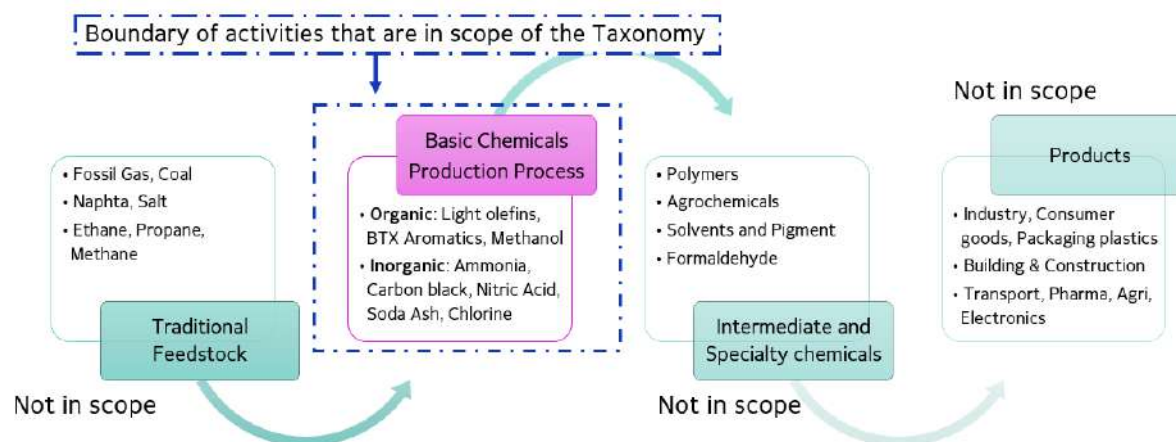 Boundary of activities that are in scope of the Taxonomy
• Fossil Gas, Coal
• Naphta, Salt
• Ethane, Propane,
Methane
Traditional
Feedstock
Not in scope
Basic Chemicals
Production Process
• Organic: Light olefins,
BTX Aromatics, Methanol
• Inorganic: Ammonia,
Carbon black, Nitric Acid,
Soda Ash, Chlorine
• Polymers
• Agrochemicals
• Solvents and Pigment
• Formaldehyde
Intermediate and
Specialty chemicals
Not in scope
Not in scope
Products
• Industry, Consumer
goods, Packaging plastics
• Building & Construction
• Transport, Pharma, Agri,
Electronics